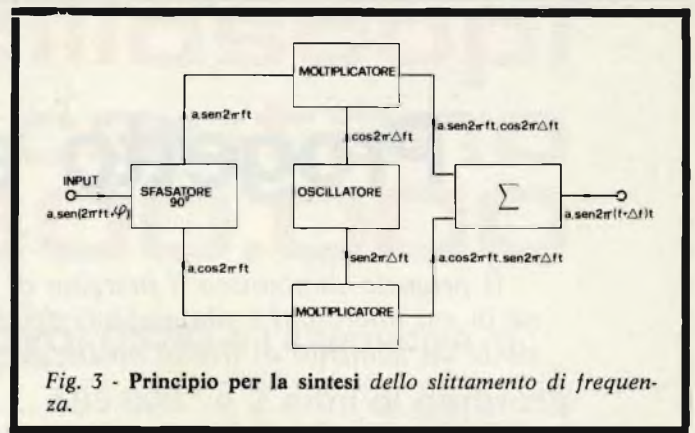 MOLTIPLICATORE
a.sen2πft
cos2πΔft
a.sen2πft.cos2πΔft
INPUT
SFASATORE
90°
OSCILLATORE
Σ
a.sen(2πft+φ)
a.sen2π(f+Δf)t
a.cos2πft
sen2πΔft
a.cos2πft.sen2πΔft
MOLTIPLICATORE
Fig. 3 - Principio per la sintesi dello slittamento di frequen-
za.